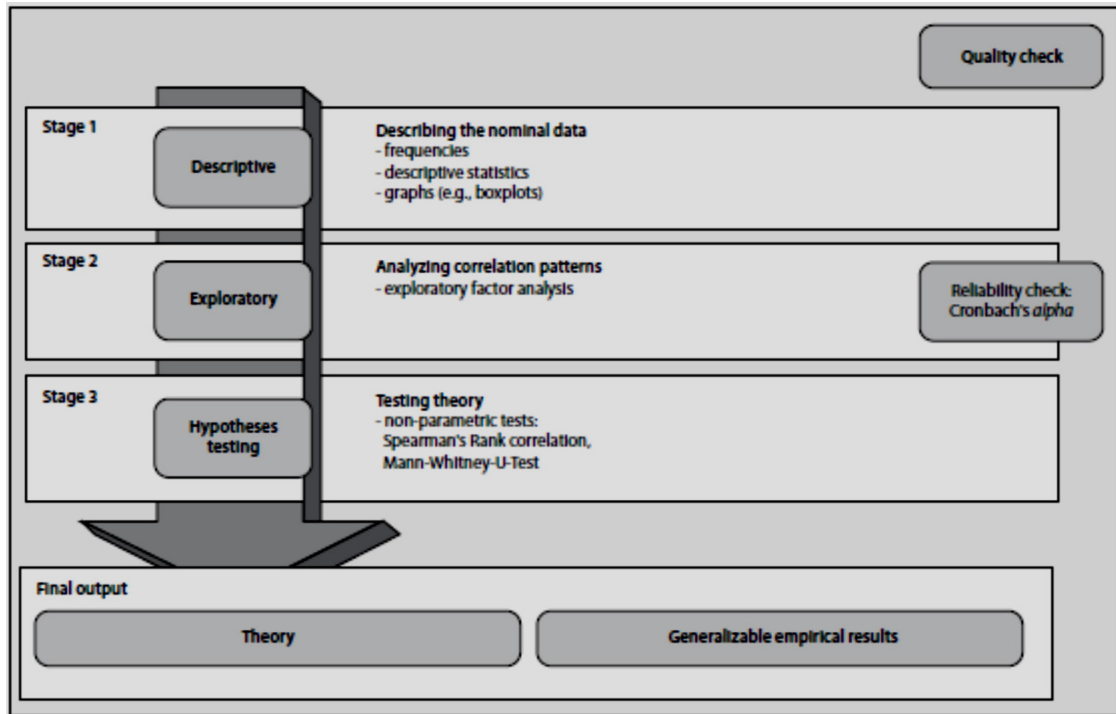 Quality check
Stage 1
Descriptive
Describing the nominal data
- frequencies
- descriptive statistics
- graphs (e.g., boxplots)
Stage 2
Exploratory
Analyzing correlation patterns
- exploratory factor analysis
Reliability check:
Cronbach's alpha
Stage 3
Hypotheses
testing
Testing theory
- non-parametric tests:
Spearman's Rank correlation,
Mann-Whitney-U-Test
Final output
Theory
Generalizable empirical results